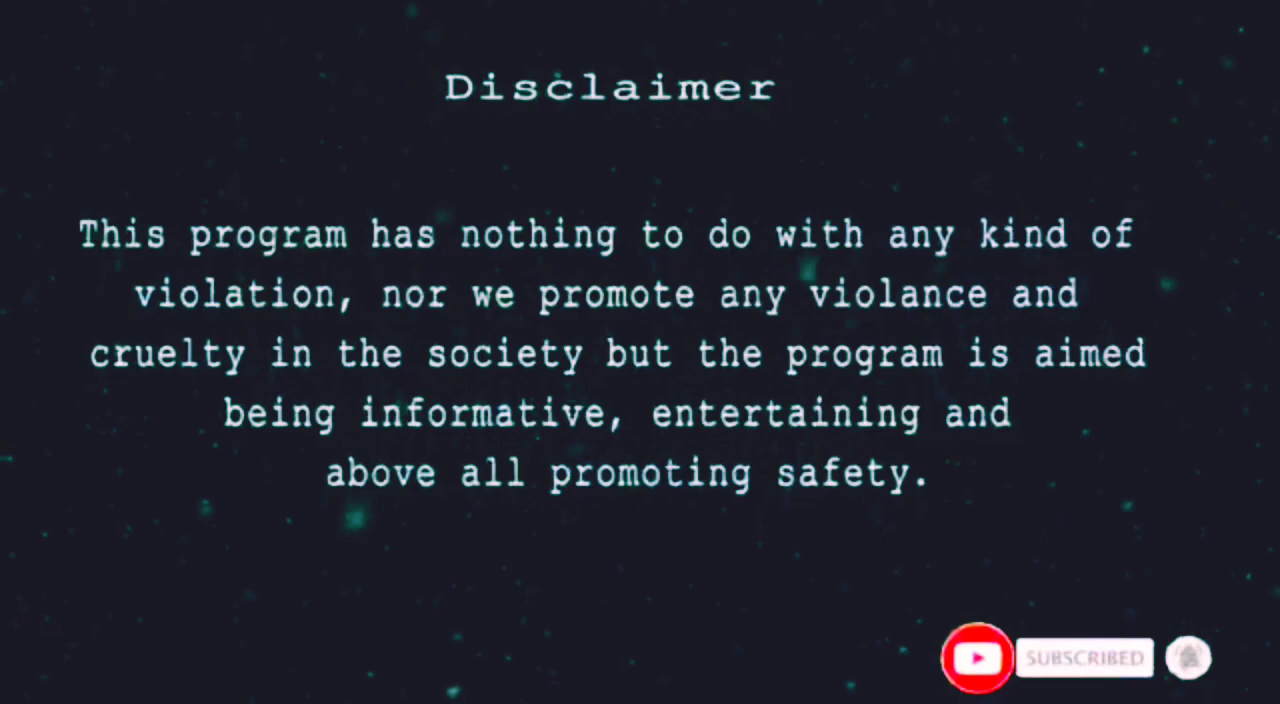 Disclaimer
This program has nothing to do with any kind of
violation, nor we promote any violance and
cruelty in the society but the program is aimed
being informative, entertaining and
above all promoting safety.
SUBSCRIBED